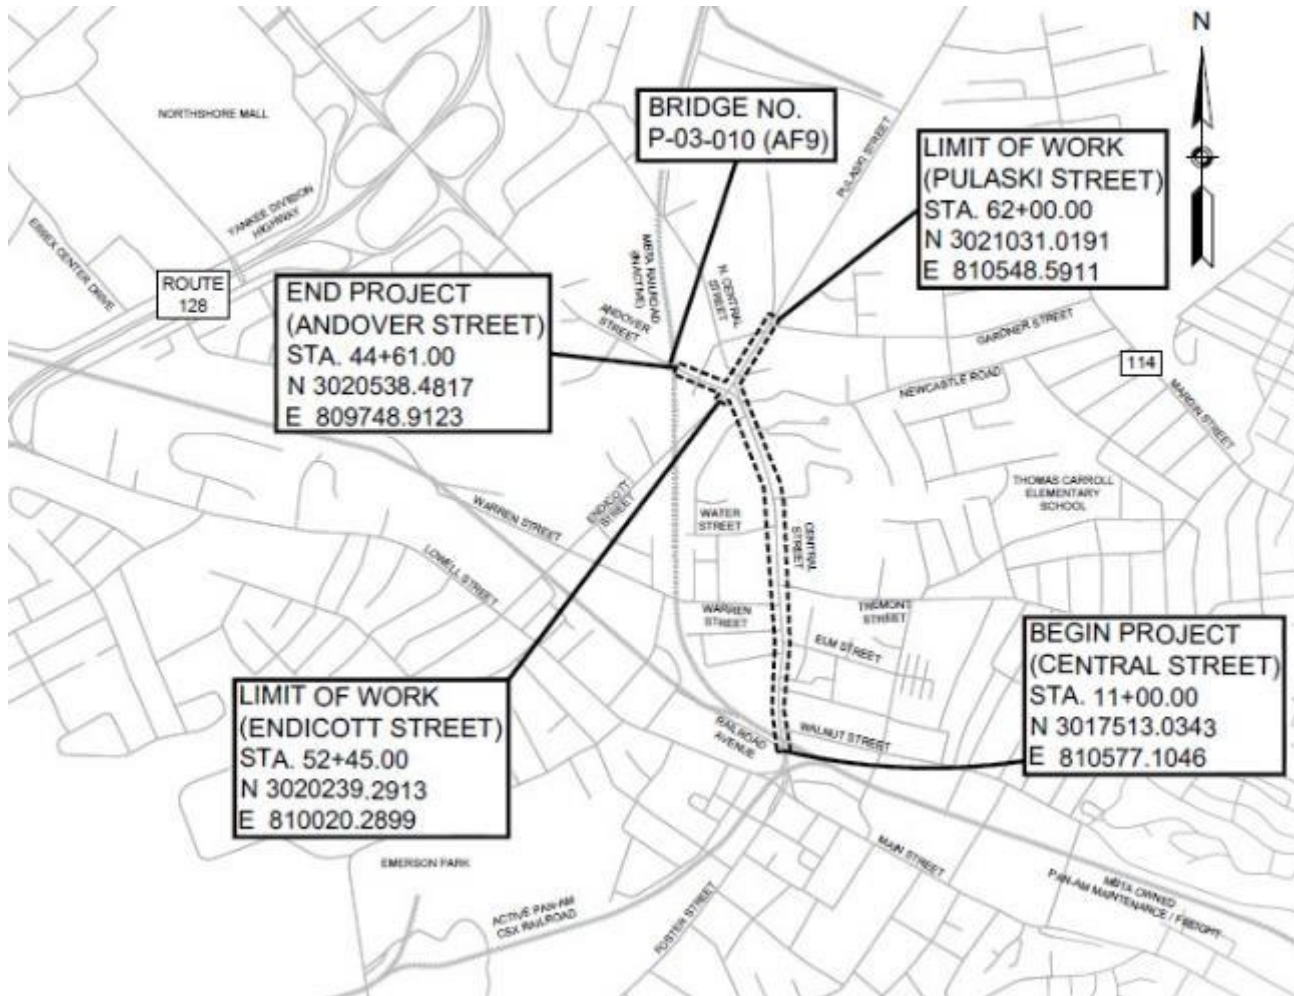 N
NORTHSHORE MALL
BRIDGE NO.
P-03-010 (AF9)
PULASKI STREET
LIMIT OF WORK
(PULASKI STREET)
STA. 62+00.00
N 3021031.0191
E 810548.5911
YANKEE DIVISION
HIGHWAY
ESSEX CENTER DRIVE
ROUTE
128
MBTA RAILROAD
(INACTIVE)
N. CENTRAL
STREET
ANDOVER
STREET
END PROJECT
(ANDOVER STREET)
STA. 44+61.00
N 3020538.4817
E 809748.9123
GARDNER STREET
114
NEWCASTLE ROAD
MARGIN STREET
THOMAS CARROLL
ELEMENTARY
SCHOOL
ENDICOTT
STREET
WARREN STREET
WATER
STREET
CENTRAL
STREET
LOWELL STREET
WARREN
STREET
TREMONT
STREET
ELM STREET
BEGIN PROJECT
(CENTRAL STREET)
STA. 11+00.00
N 3017513.0343
E 810577.1046
LIMIT OF WORK
(ENDICOTT STREET)
STA. 52+45.00
N 3020239.2913
E 810020.2899
RAILROAD
AVENUE
WALNUT STREET
EMERSON PARK
MAIN STREET
ACTIVE PAN-AM
CSX RAILROAD
FOSTER STREET
MBTA OWNED
PAN-AM MAINTENANCE / FREIGHT